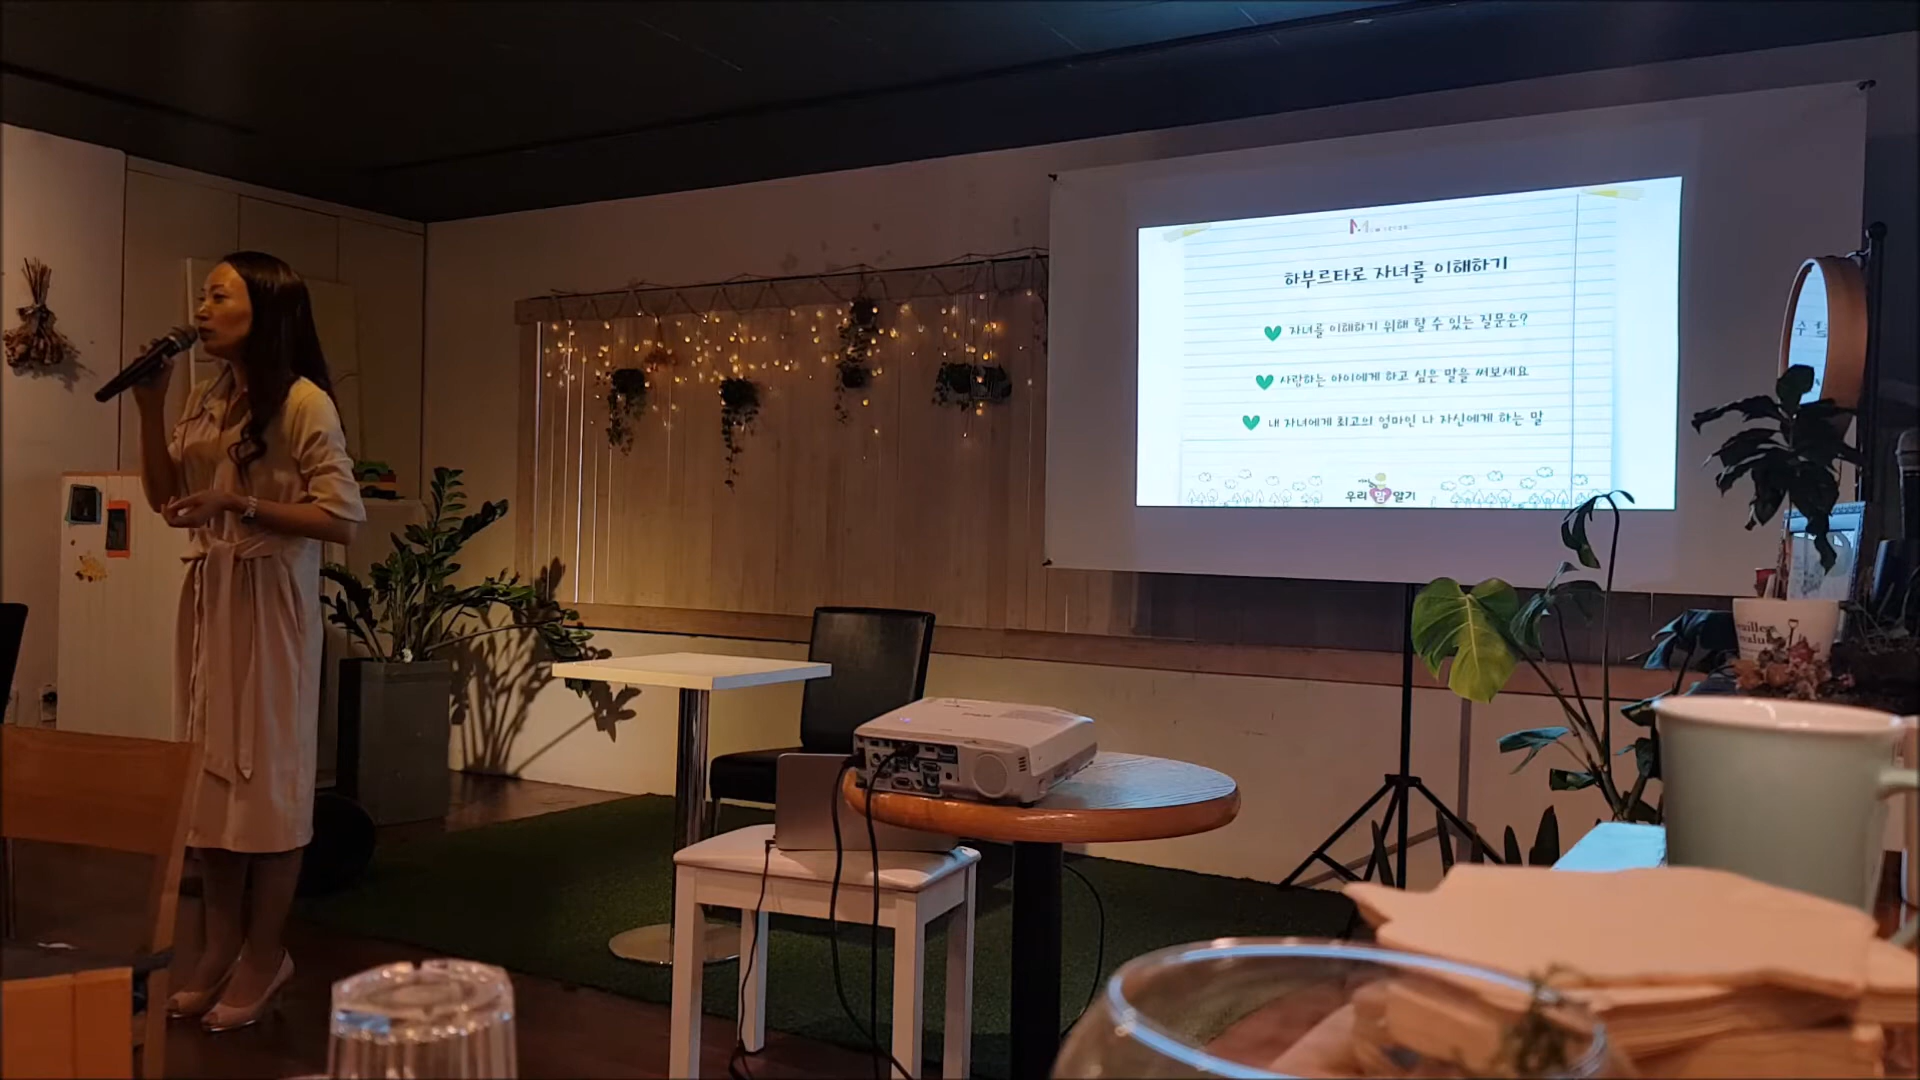 하브루타로 자녀를 이해하기
자녀를 이해하기 위해 할 수 있는 질문은?
사랑하는 아이에게 하고 싶은 말을 써보세요
내 자녀에게 최고의 엄마인 나 자신에게 하는 말
우리 맘 알기